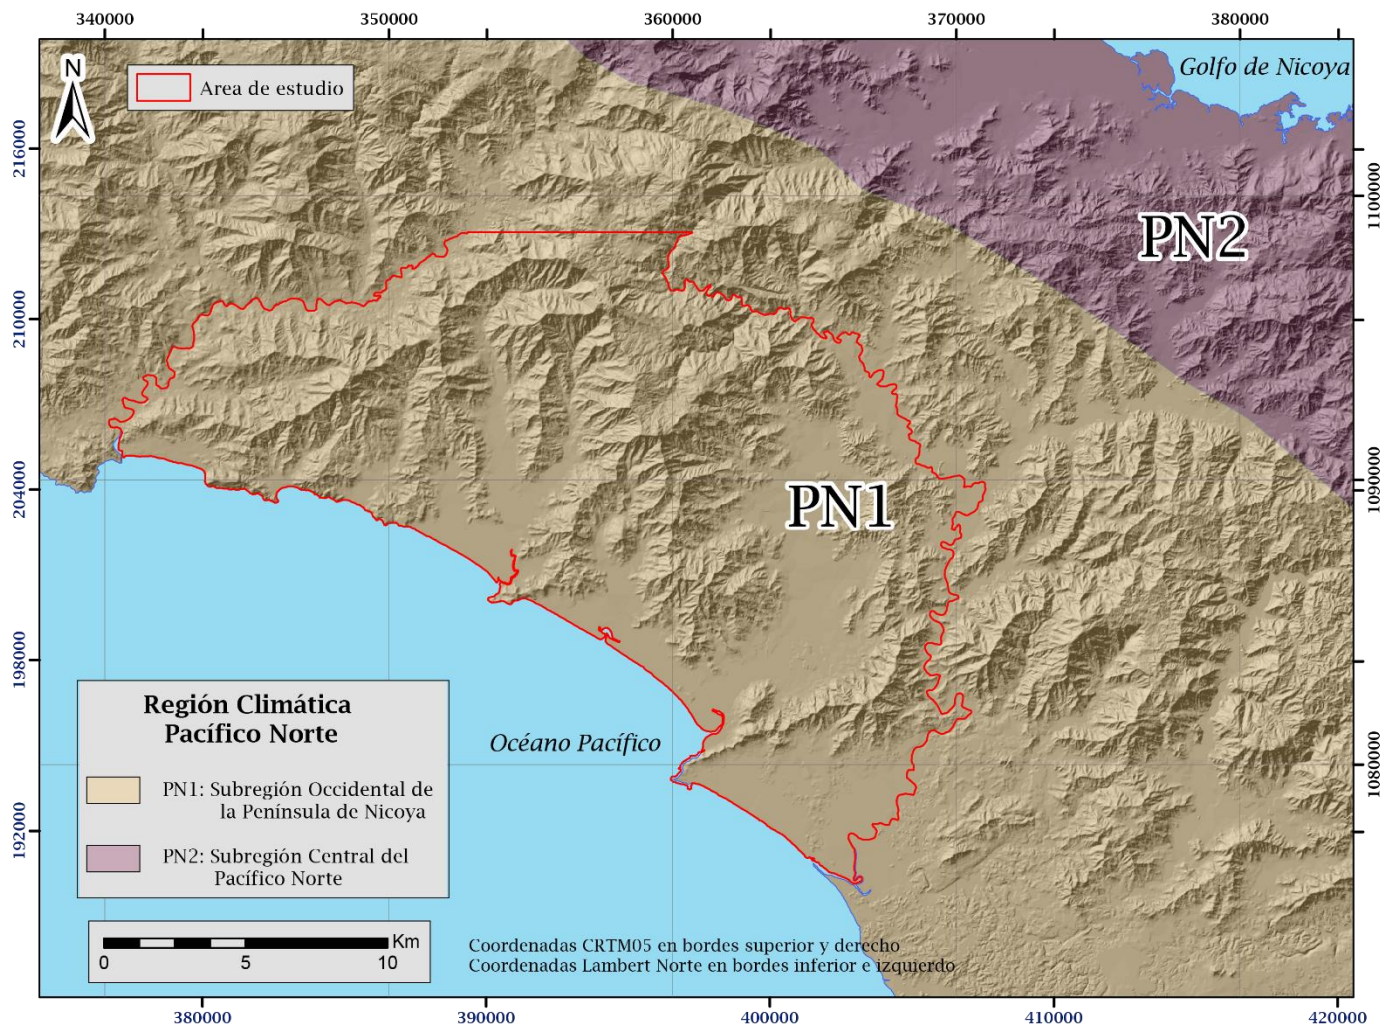 340000 350000 360000 370000 380000
N
Area de estudio
Golfo de Nicoya
216000
1100000
PN2
210000
PN1
204000
1090000
198000
Región Climática
Pacífico Norte
Océano Pacífico
PN1: Subregión Occidental de
la Península de Nicoya
1080000
192000
PN2: Subregión Central del
Pacífico Norte
Km
0 5 10
Coordenadas CRTM05 en bordes superior y derecho
Coordenadas Lambert Norte en bordes inferior e izquierdo
380000 390000 400000 410000 420000